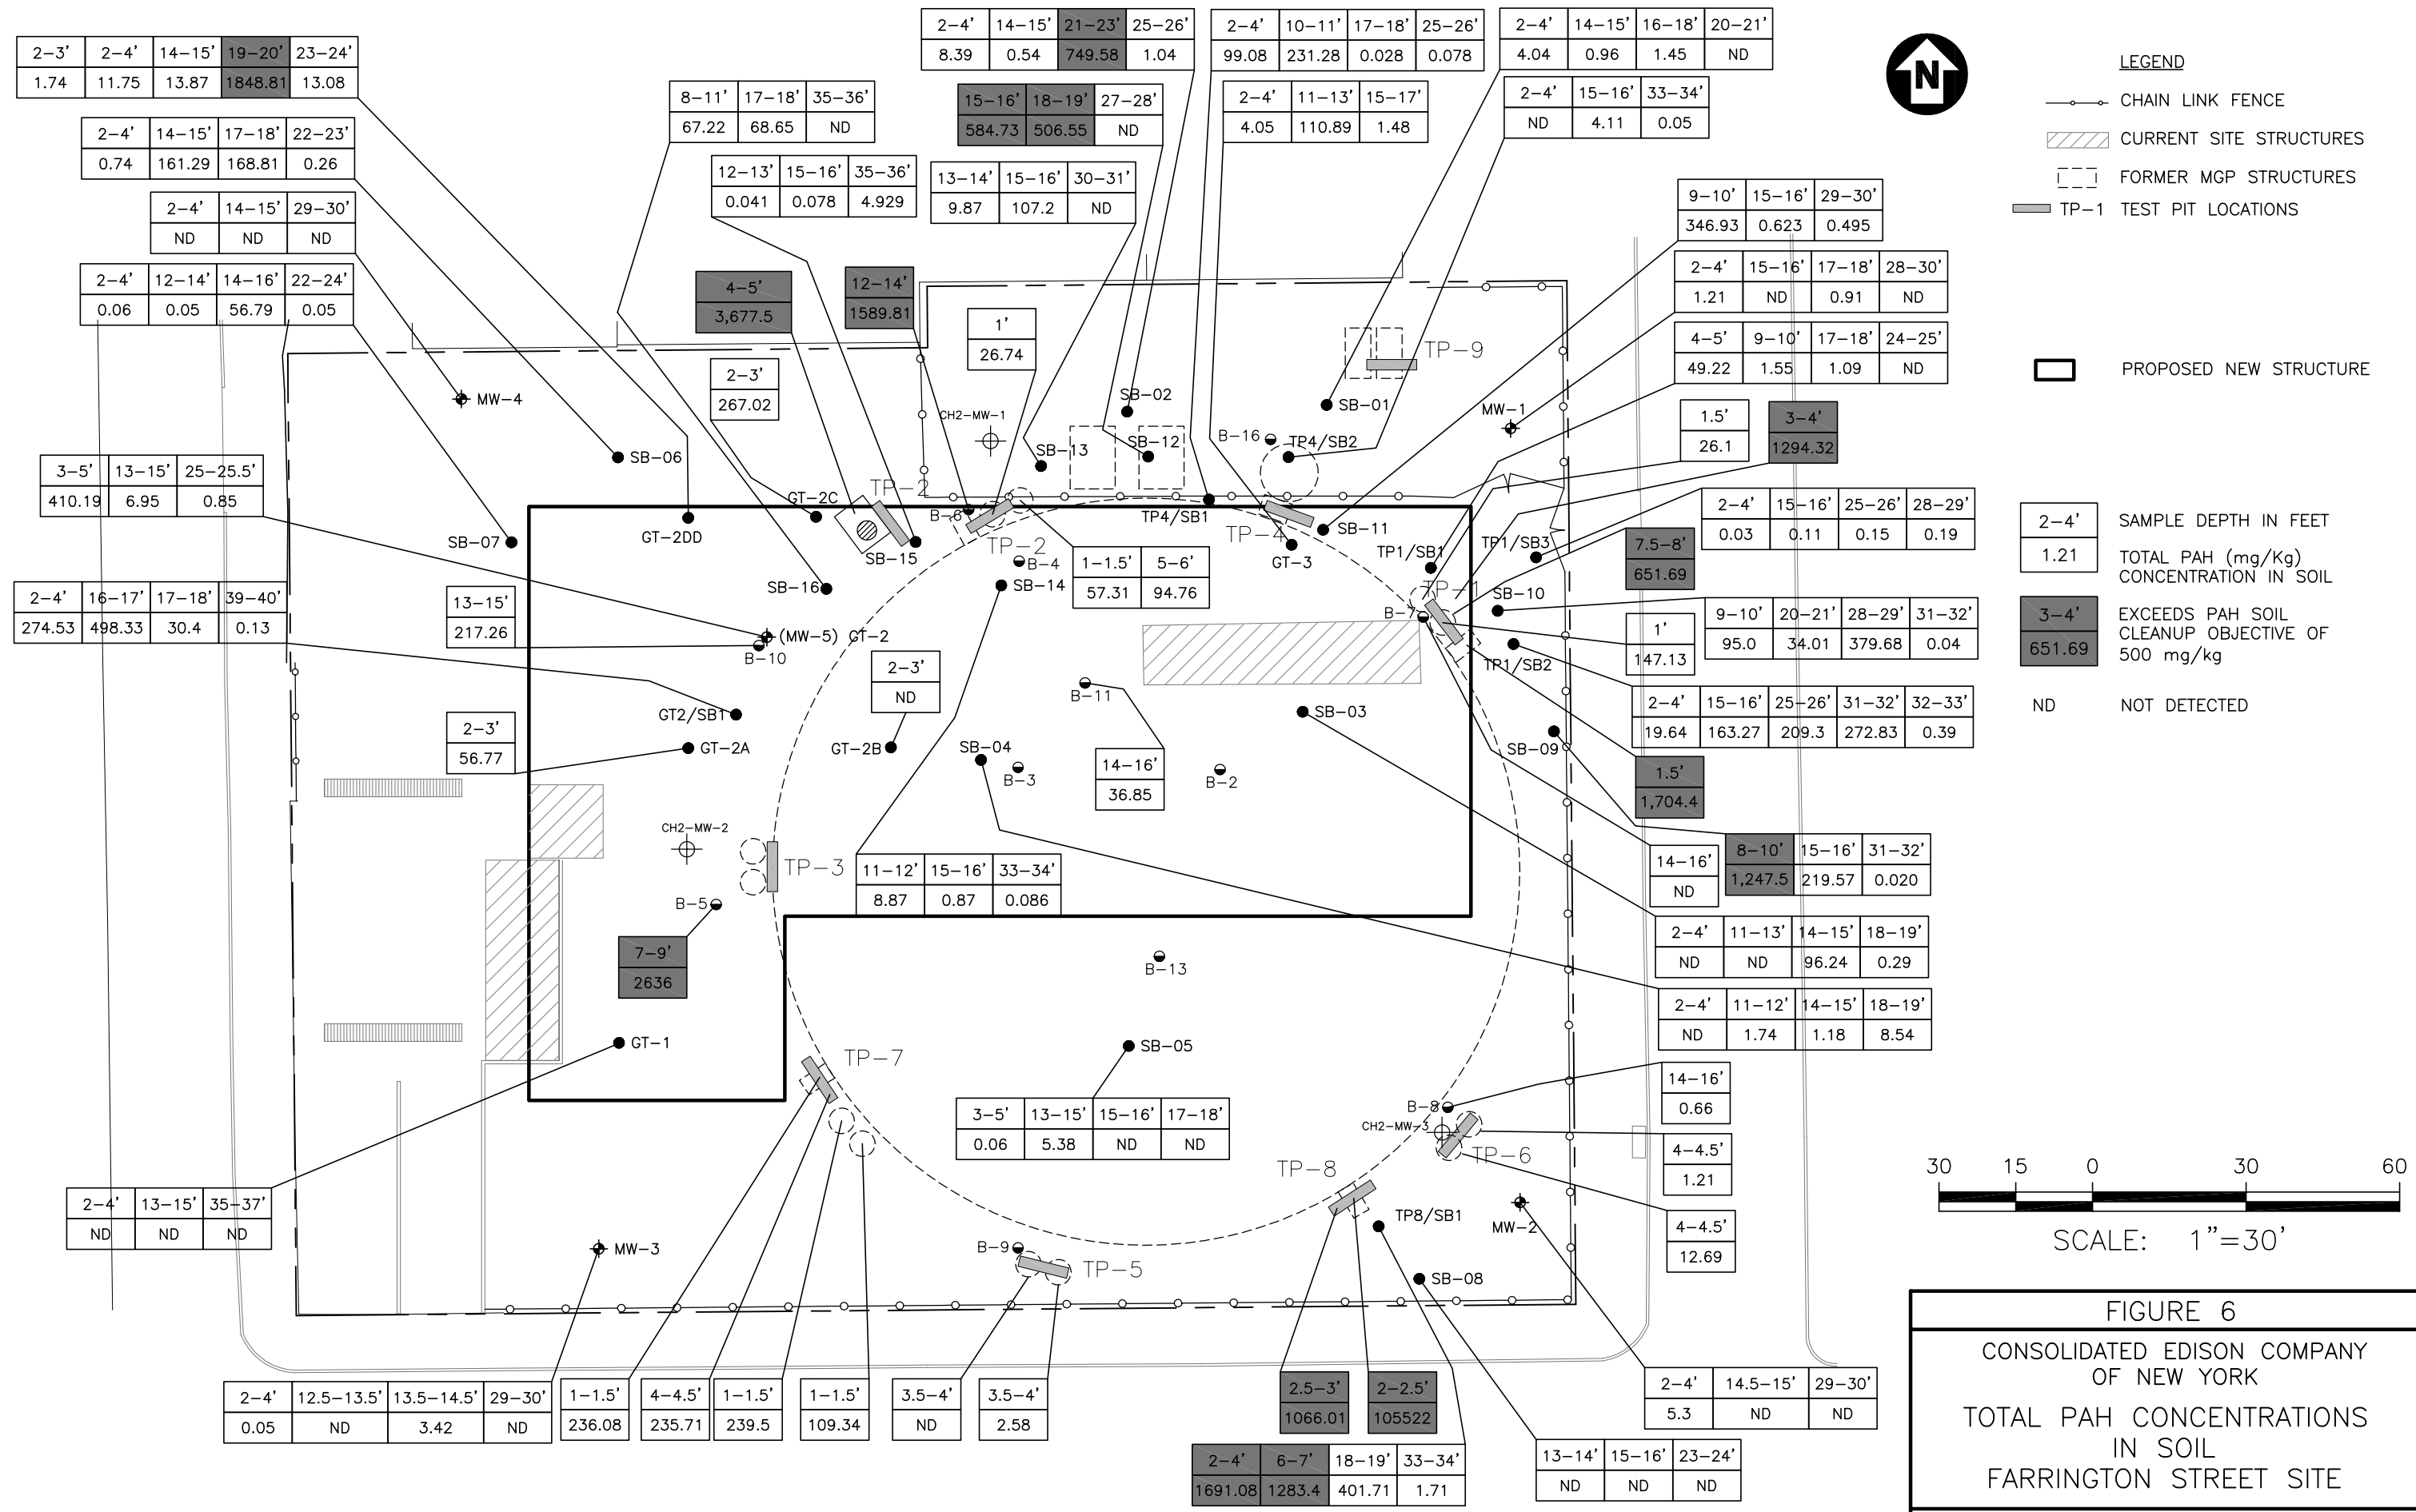 2-3' 2-4' 14-15' 19-20' 23-24'
1.74 11.75 13.87 1848.81 13.08
2-4' 14-15' 17-18' 22-23'
0.74 161.29 168.81 0.26
2-4' 14-15' 29-30'
ND ND ND
2-4' 12-14' 14-16' 22-24'
0.06 0.05 56.79 0.05
8-11' 17-18' 35-36'
67.22 68.65 ND
12-13' 15-16' 35-36'
0.041 0.078 4.929
2-4' 14-15' 21-23' 25-26'
8.39 0.54 749.58 1.04
15-16' 18-19' 27-28'
584.73 506.55 ND
13-14' 15-16' 30-31'
9.87 107.2 ND
2-4' 10-11' 17-18' 25-26'
99.08 231.28 0.028 0.078
2-4' 11-13' 15-17'
4.05 110.89 1.48
2-4' 14-15' 16-18' 20-21'
4.04 0.96 1.45 ND
2-4' 15-16' 33-34'
ND 4.11 0.05
9-10' 15-16' 29-30'
346.93 0.623 0.495
2-4' 15-16' 17-18' 28-30'
1.21 ND 0.91 ND
4-5' 9-10' 17-18' 24-25'
49.22 1.55 1.09 ND
1.5'
26.1
3-4'
1294.32
2-4' 15-16' 25-26' 28-29'
0.03 0.11 0.15 0.19
7.5-8'
651.69
9-10' 20-21' 28-29' 31-32'
95.0 34.01 379.68 0.04
1'
147.13
2-4' 15-16' 25-26' 31-32' 32-33'
19.64 163.27 209.3 272.83 0.39
1.5'
1,704.4
14-16'
ND
8-10' 15-16' 31-32'
1,247.5 219.57 0.020
2-4' 11-13' 14-15' 18-19'
ND ND 96.24 0.29
2-4' 11-12' 14-15' 18-19'
ND 1.74 1.18 8.54
14-16'
0.66
4-4.5'
1.21
4-4.5'
12.69
2-4' 14.5-15' 29-30'
5.3 ND ND
13-14' 15-16' 23-24'
ND ND ND
2.5-3'
1066.01
2-2.5'
105522
2-4' 6-7' 18-19' 33-34'
1691.08 1283.4 401.71 1.71
3.5-4'
2.58
3.5-4'
ND
1-1.5'
109.34
1-1.5'
239.5
4-4.5'
235.71
1-1.5'
236.08
2-4' 12.5-13.5' 13.5-14.5' 29-30'
0.05 ND 3.42 ND
2-4' 13-15' 35-37'
ND ND ND
3-5' 13-15' 25-25.5'
410.19 6.95 0.85
2-4' 16-17' 17-18' 39-40'
274.53 498.33 30.4 0.13
13-15'
217.26
2-3'
56.77
4-5'
3,677.5
12-14'
1589.81
1'
26.74
2-3'
267.02
1-1.5' 5-6'
57.31 94.76
2-3'
ND
14-16'
36.85
11-12' 15-16' 33-34'
8.87 0.87 0.086
7-9'
2636
3-5' 13-15' 15-16' 17-18'
0.06 5.38 ND ND
MW-4
SB-06
SB-07
GT-2DD
GT-2C
TP-2
SB-15
SB-16
CH2-MW-1
SB-13
SB-02
SB-12
B-16
TP4/SB2
SB-01
TP-9
MW-1
B-6
TP-2
B-4
SB-14
TP4/SB1
TP-4
SB-11
GT-3
TP1/SB1
TP1/SB3
TP-1
SB-10
B-7
TP1/SB2
(MW-5) GT-2
B-10
GT2/SB1
GT-2A
GT-2B
SB-04
B-3
B-11
B-2
SB-03
SB-09
CH2-MW-2
TP-3
B-5
B-13
GT-1
TP-7
SB-05
B-8
CH2-MW-3
TP-6
TP-8
TP8/SB1
MW-2
SB-08
MW-3
B-9
TP-5
N
LEGEND
CHAIN LINK FENCE
CURRENT SITE STRUCTURES
FORMER MGP STRUCTURES
TP-1 TEST PIT LOCATIONS
PROPOSED NEW STRUCTURE
2-4' SAMPLE DEPTH IN FEET
1.21 TOTAL PAH (mg/Kg)
CONCENTRATION IN SOIL
3-4' EXCEEDS PAH SOIL
CLEANUP OBJECTIVE OF
651.69 500 mg/kg
ND NOT DETECTED
30 15 0 30 60
SCALE: 1"=30'
FIGURE 6
CONSOLIDATED EDISON COMPANY
OF NEW YORK
TOTAL PAH CONCENTRATIONS
IN SOIL
FARRINGTON STREET SITE